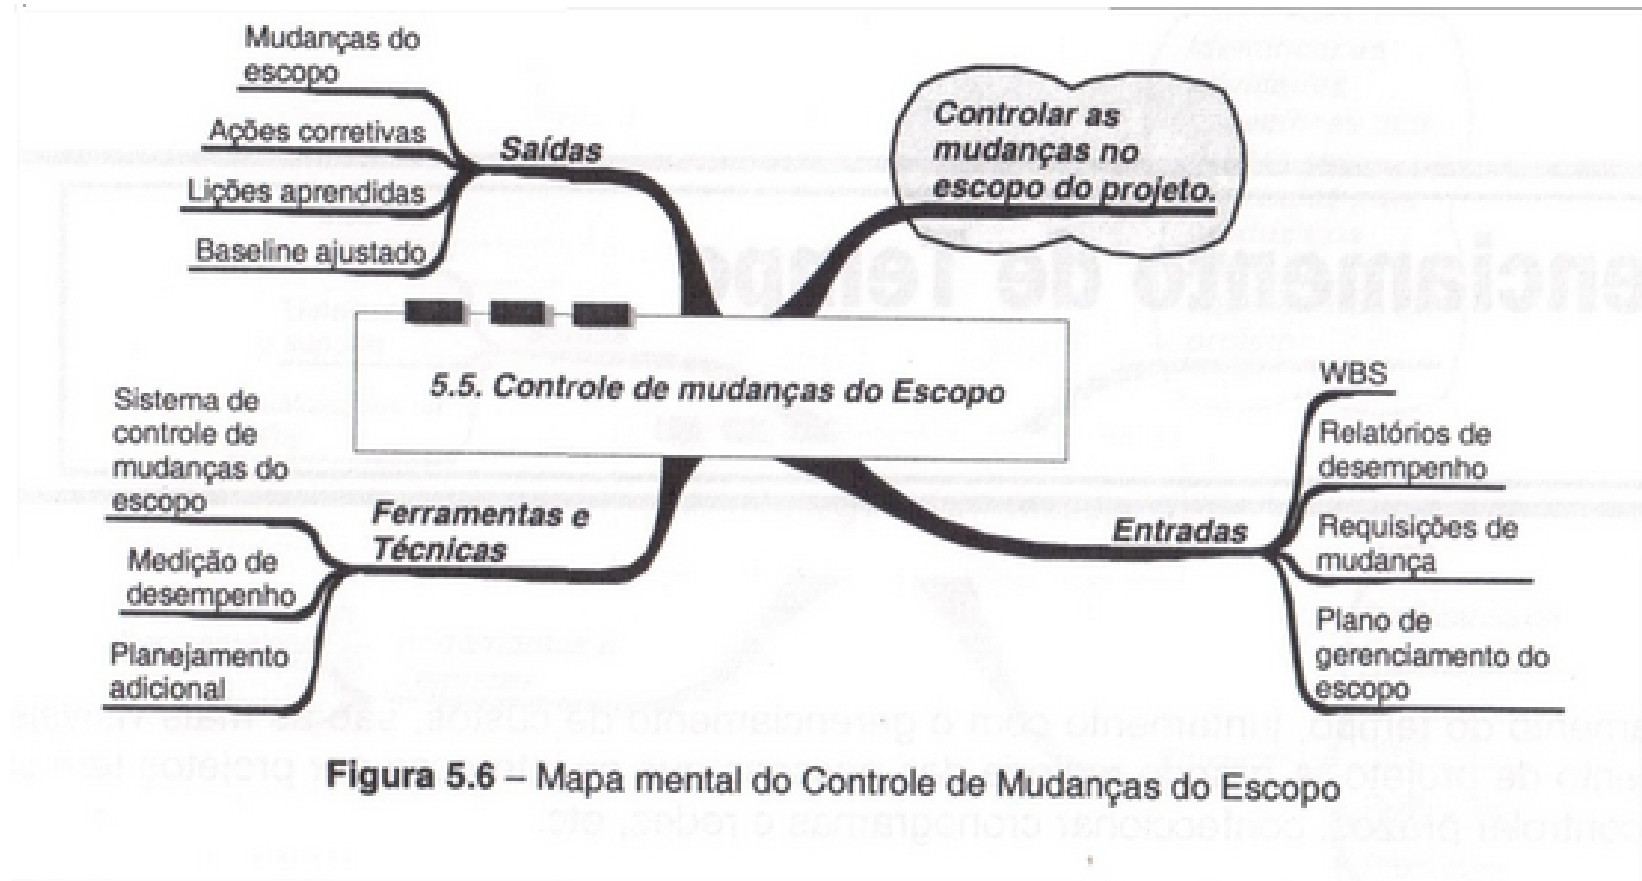 Mudanças do
escopo
Ações corretivas
Lições aprendidas
Baseline ajustado
Saídas
Controlar as
mudanças no
escopo do projeto.
5.5. Controle de mudanças do Escopo
Sistema de
controle de
mudanças do
escopo
Medição de
desempenho
Planejamento
adicional
Ferramentas e
Técnicas
Entradas
WBS
Relatórios de
desempenho
Requisições de
mudança
Plano de
gerenciamento do
escopo
Figura 5.6 – Mapa mental do Controle de Mudanças do Escopo